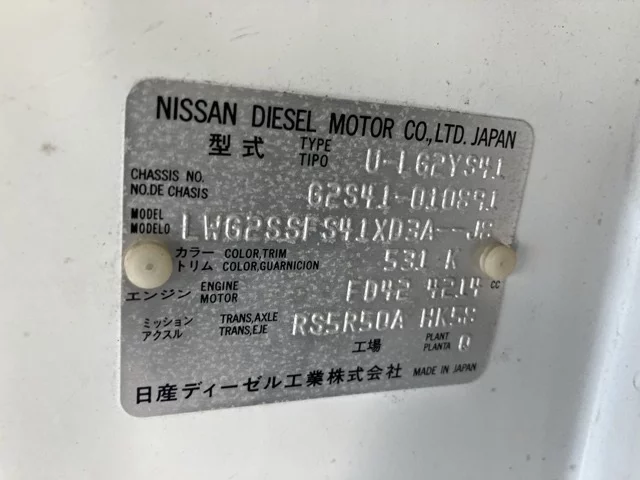 NISSAN DIESEL MOTOR CO.,LTD. JAPAN
型式 TYPE TIPO U-LG2YS41
CHASSIS NO. NO.DE CHASIS G2S41-010891
MODEL MODELO LWG2SSFS41XD3A--
カラー トリム COLOR,TRIM COLOR,GUARNICION 531 K
エンジン ENGINE MOTOR FD42 4214 CC
ミッション アクスル TRANS,AXLE TRANS,EJE RS5R50A
工場 PLANT PLANTA Q
日産ディーゼル工業株式会社 MADE IN JAPAN